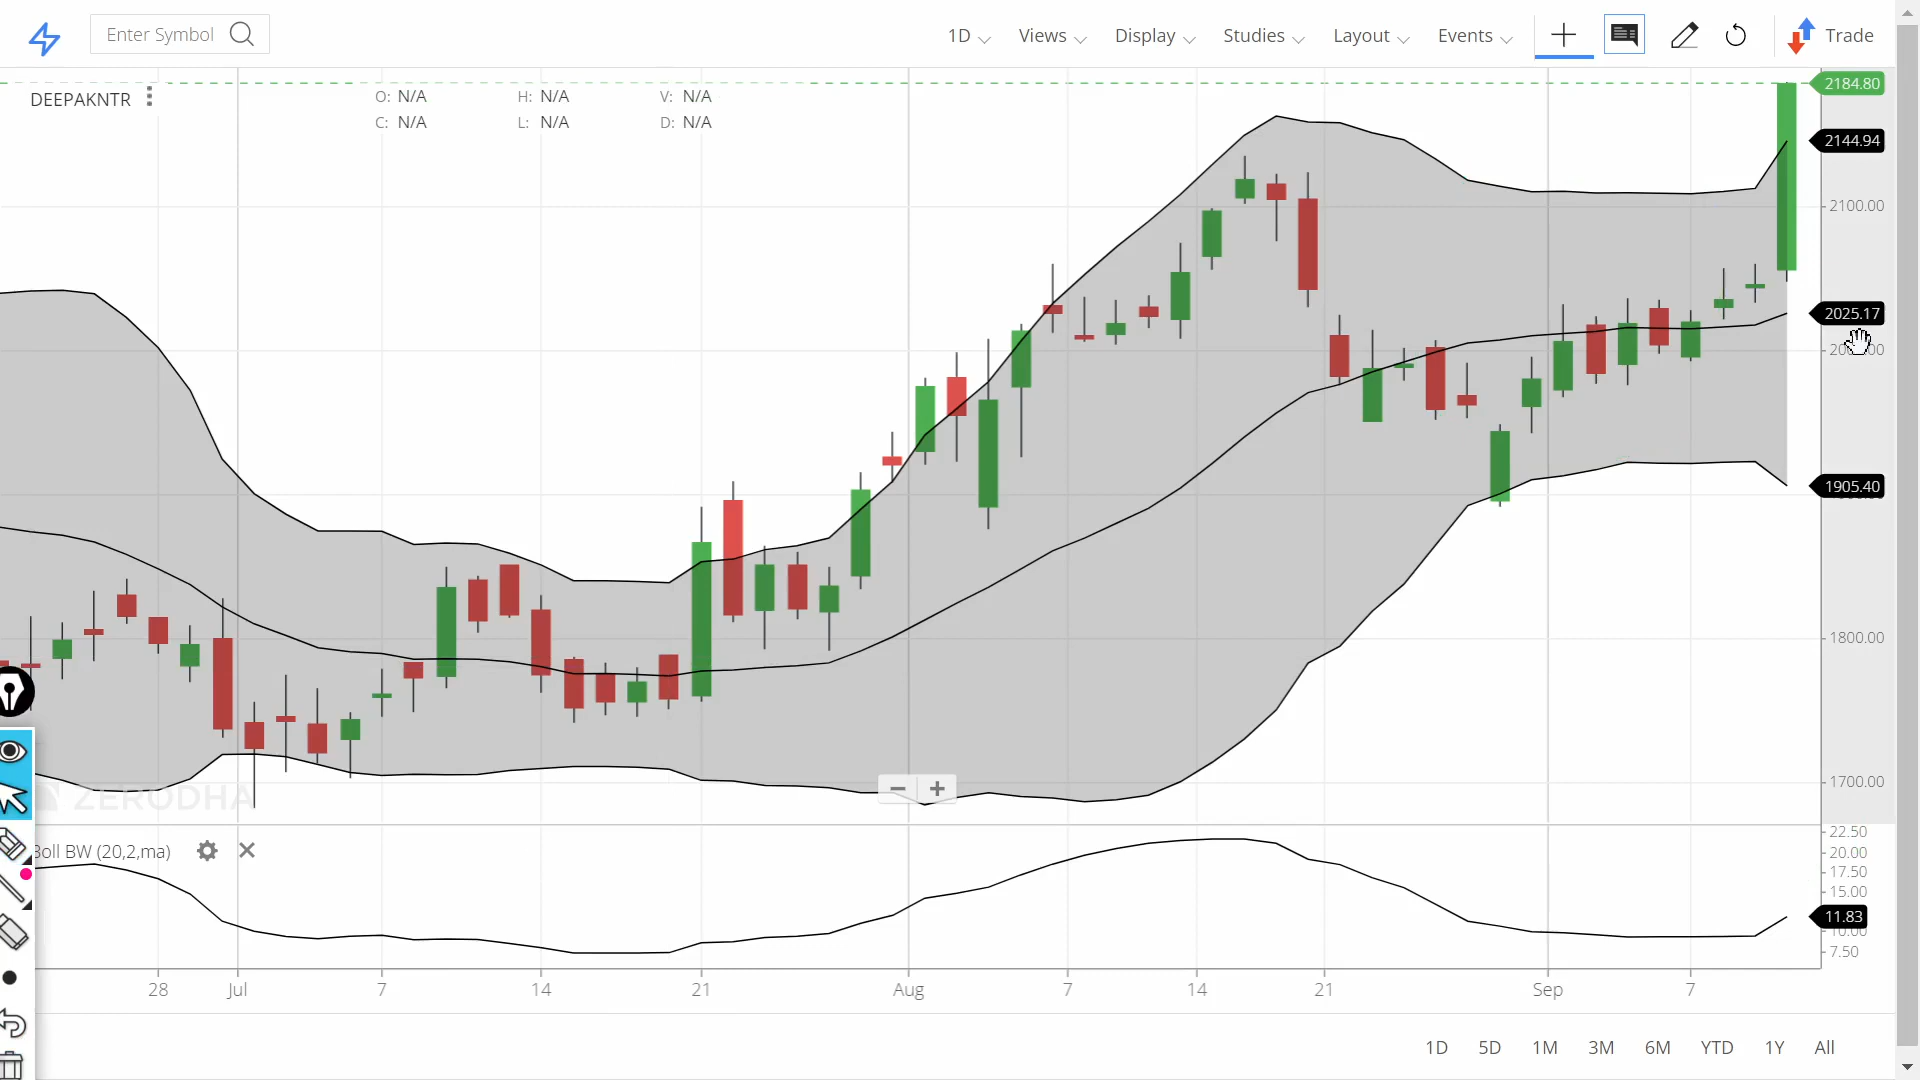 Enter Symbol
1D Views Display Studies Layout Events Trade
DEEPAKNTR
O: N/A H: N/A V: N/A
C: N/A L: N/A D: N/A
2184.80
2144.94
2100.00
2025.17
1905.40
1800.00
1700.00
ZERODHA
Boll BW (20,2,ma)
22.50
20.00
17.50
15.00
11.83
10.00
7.50
28 Jul 7 14 21 Aug 7 14 21 Sep 7
1D 5D 1M 3M 6M YTD 1Y All